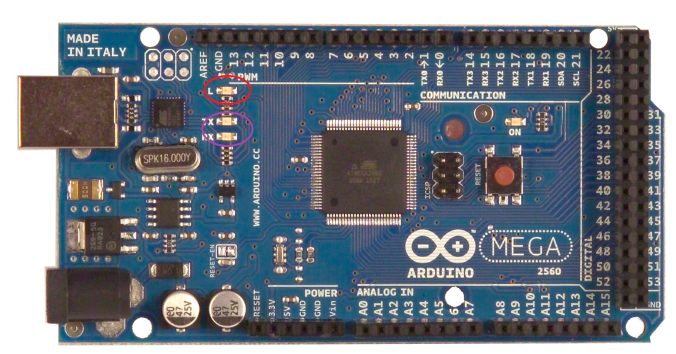 MADE
IN ITALY
AREF
GND
13
12
11
10
9
8
7
6
5
4
3
2
TX0→1
RX0←0
TX3 14
RX3 15
TX2 16
RX2 17
TX1 18
RX1 19
SDA 20
SCL 21
5V
PWM
COMMUNICATION
L
ON
SPK16.000Y
WWW.ARDUINO.CC
ICSP
RESET
RESET-EN
22
24
26
28
30 31
32 33
34 35
36 37
38 39
40 41
42 43
44 45
46 47
48 49
50 51
52 53
GND
DIGITAL
MEGA
2560
ARDUINO
47
25V
47
25V
POWER
ANALOG IN
RESET
3.3V
5V
GND
GND
Vin
A0
A1
A2
A3
A4
A5
6
A7
A8
A9
A10
A11
A12
A13
A14
A15